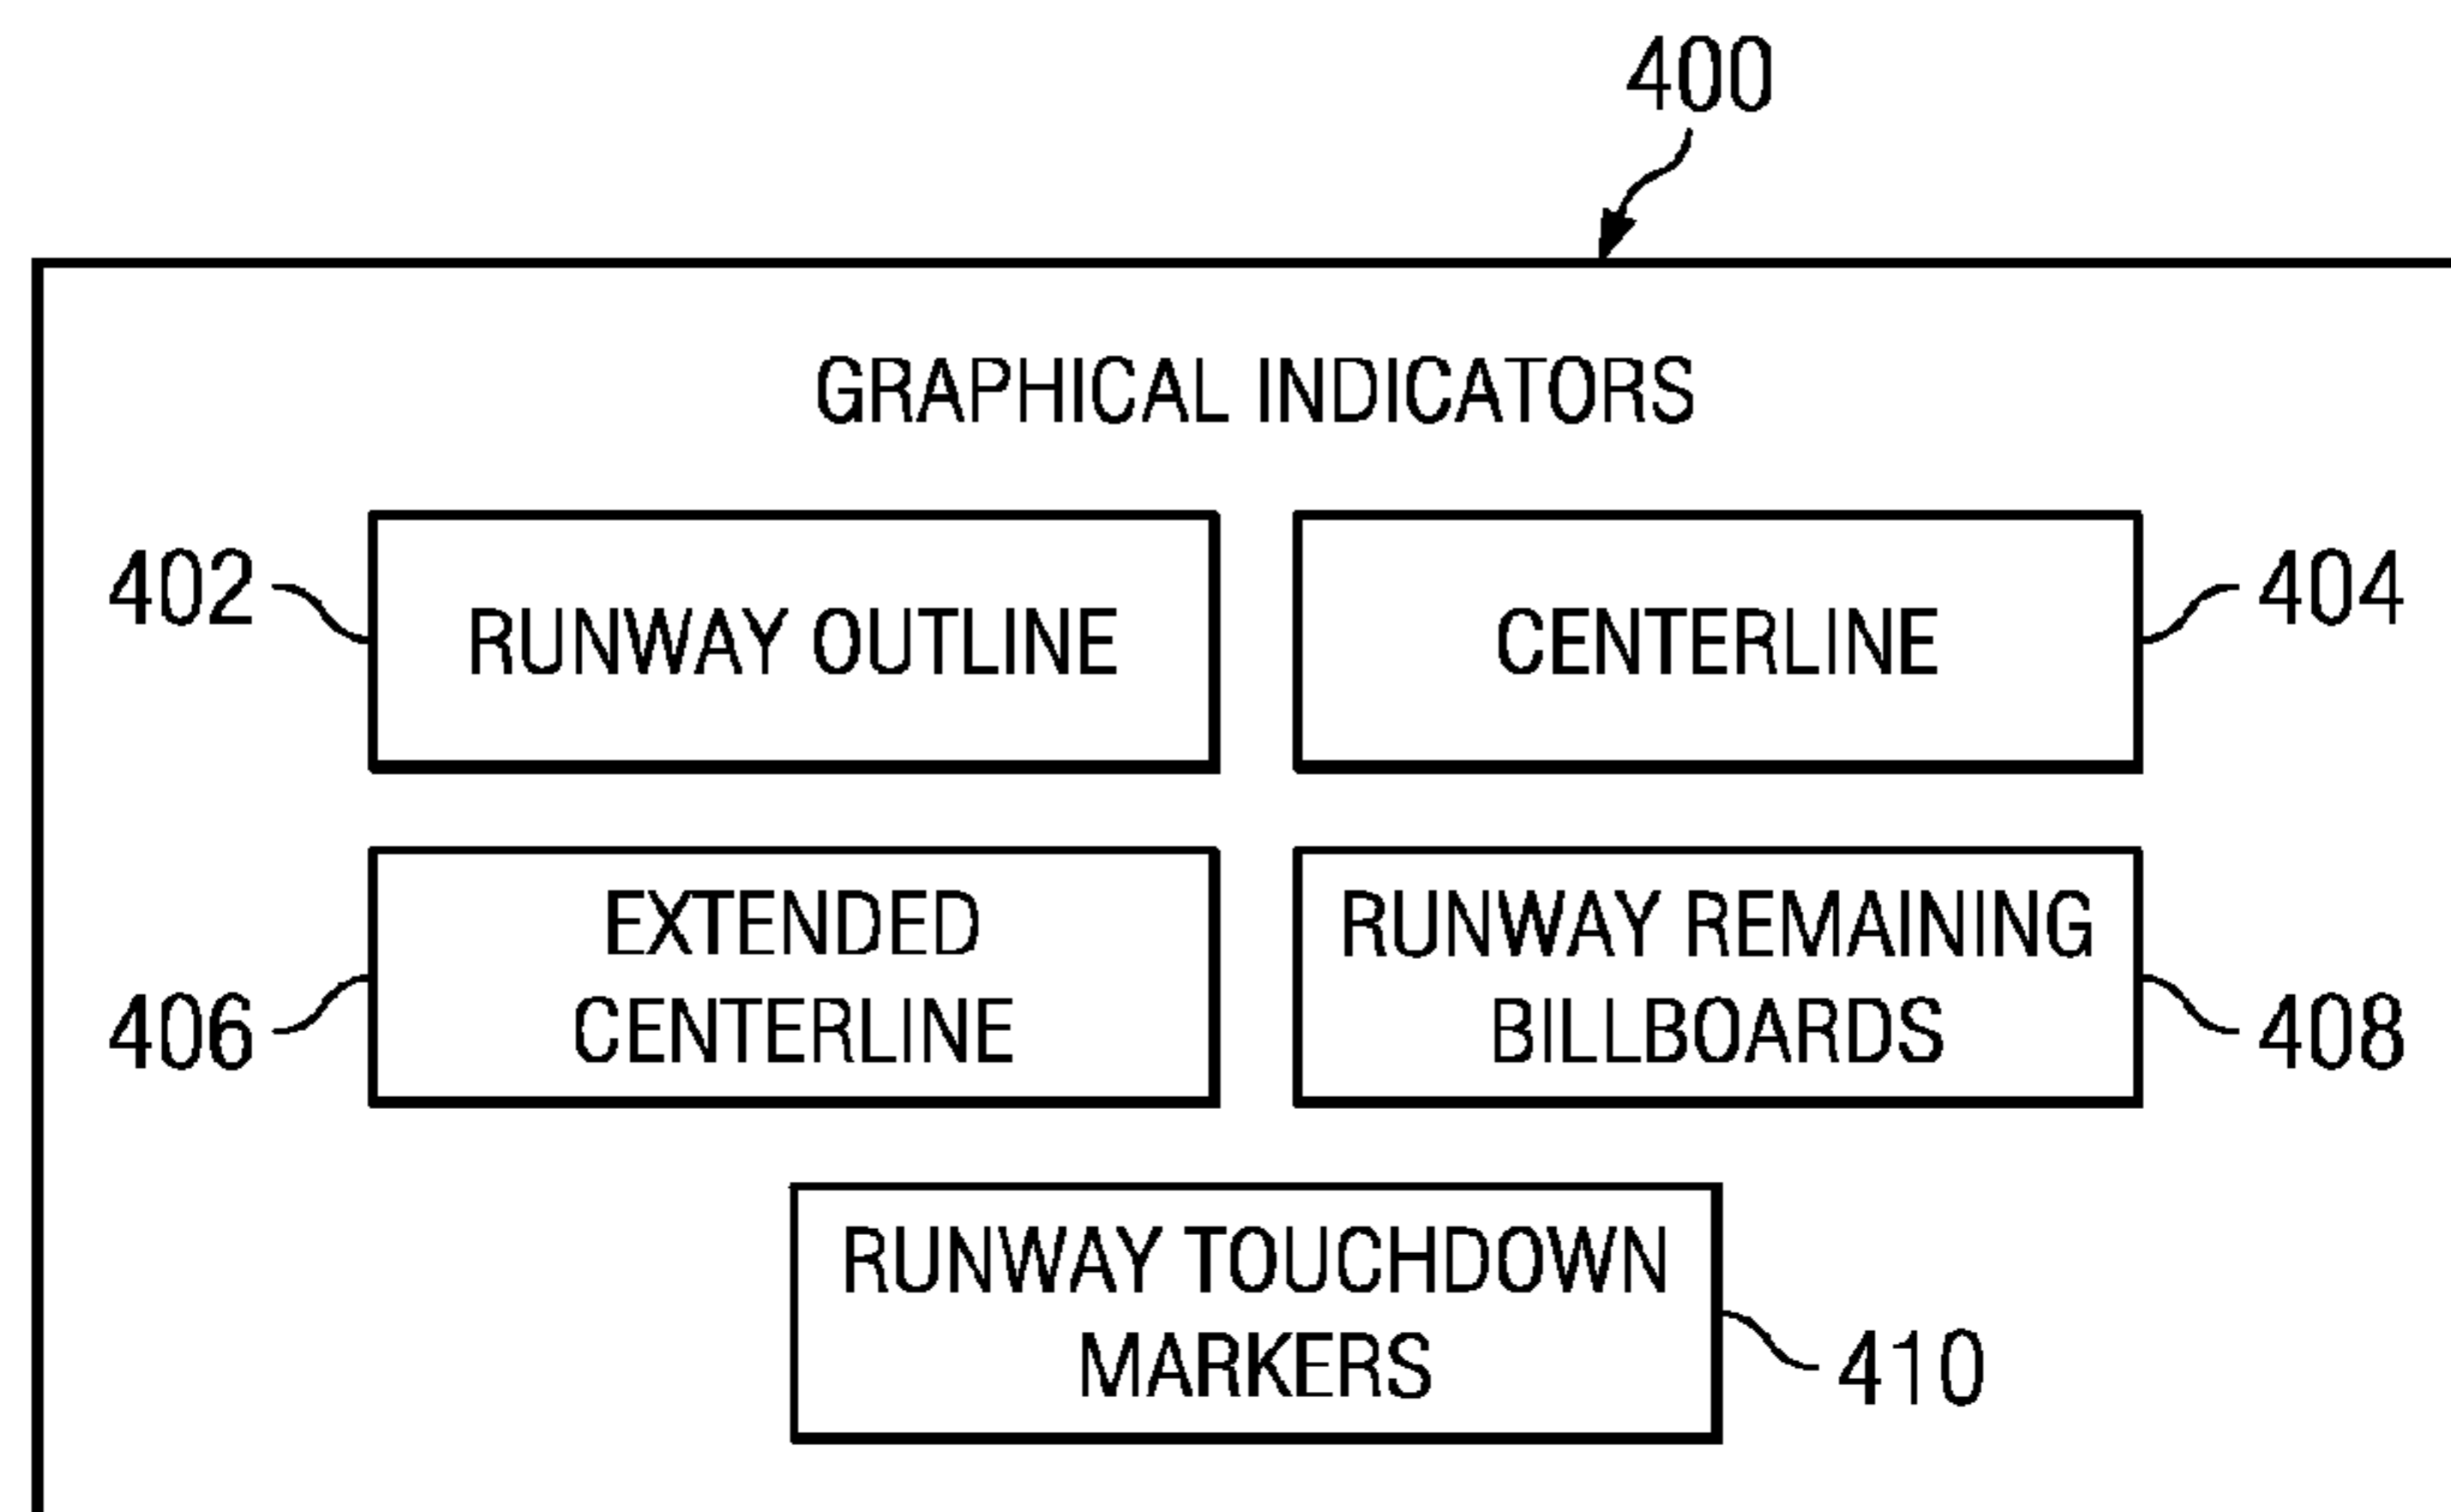 400
GRAPHICAL INDICATORS
402
RUNWAY OUTLINE
CENTERLINE
404
406
EXTENDED
CENTERLINE
RUNWAY REMAINING
BILLBOARDS
408
RUNWAY TOUCHDOWN
MARKERS
410